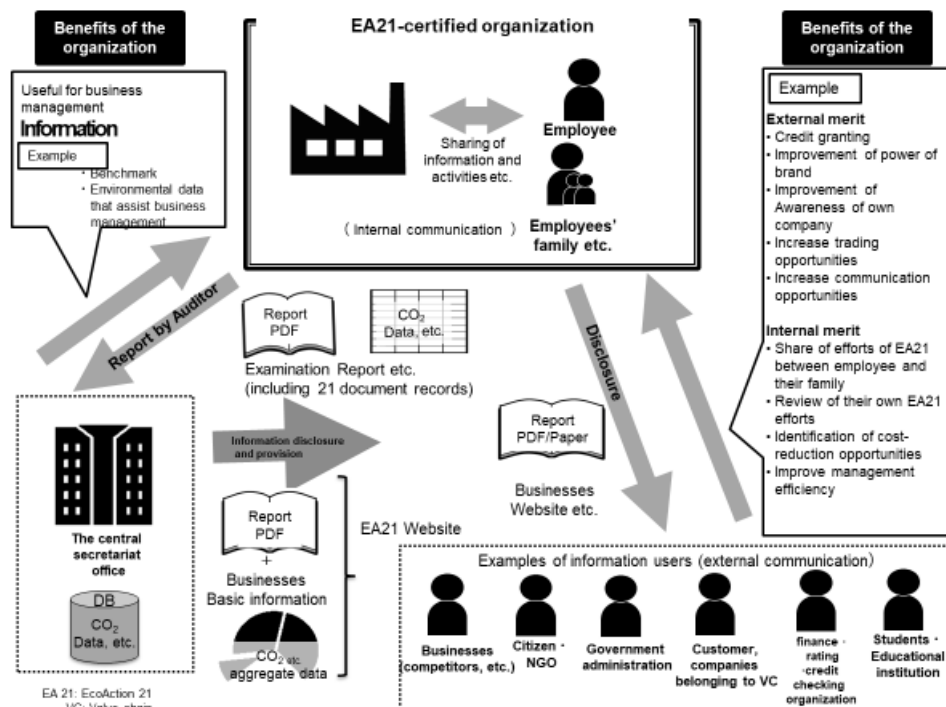 Benefits of the
organization
Useful for business
management
Information
Example
・Benchmark
・Environmental data
that assist business
management
EA21-certified organization
Employee
Sharing of
information and
activities etc.
( Internal communication )
Employees'
family etc.
Benefits of the
organization
Example
External merit
・Credit granting
・Improvement of power of
brand
・Improvement of
Awareness of own
company
・Increase trading
opportunities
・Increase communication
opportunities
Internal merit
・Share of efforts of EA21
between employee and
their family
・Review of their own EA21
efforts
・Identification of cost-
reduction opportunities
・Improve management
efficiency
Report by Auditor
Report
PDF
CO2
Data, etc.
Examination Report etc.
(including 21 document records)
Disclosure
Report
PDF/Paper
Businesses
Website etc.
Information disclosure
and provision
The central
secretariat
office
DB
CO2
Data, etc.
Report
PDF
+
Businesses
Basic information
CO2 etc.
aggregate data
EA21 Website
Examples of information users (external communication)
Businesses
(competitors, etc.)
Citizen・
NGO
Government
administration
Customer,
companies
belonging to VC
finance・
rating
・credit
checking
organization
Students・
Educational
institution
EA 21: EcoAction 21
VC: Value chain